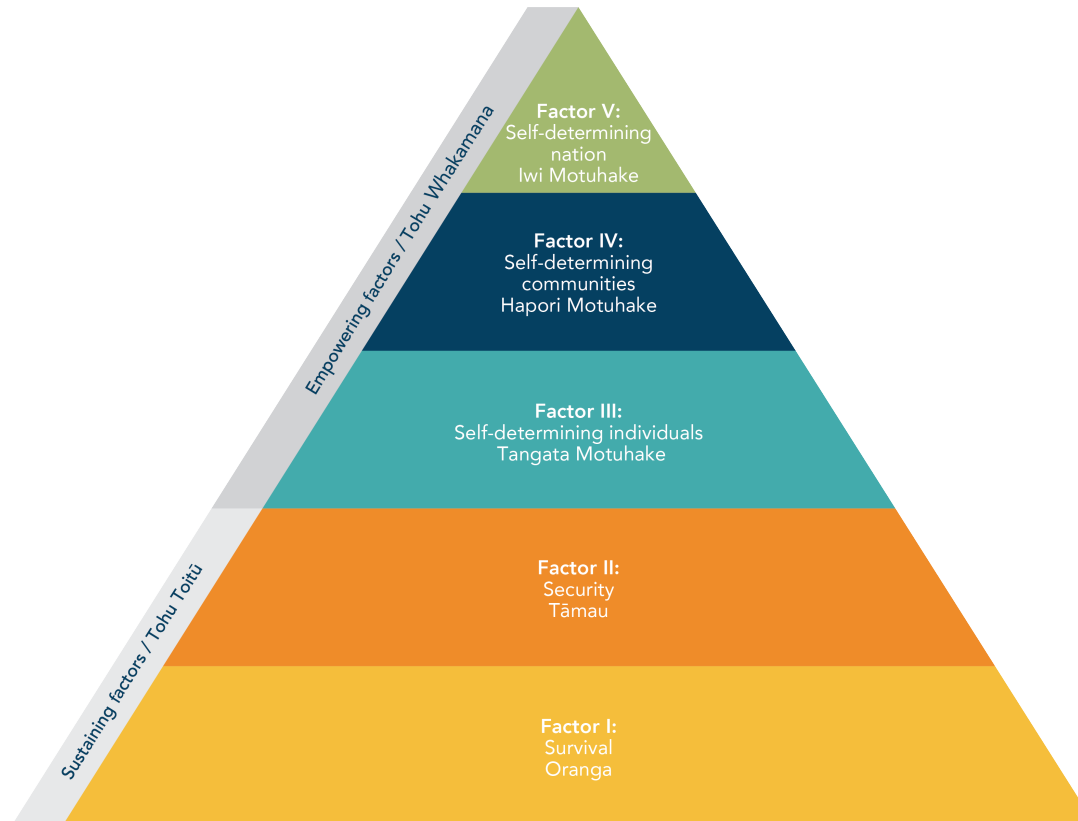 Factor V:
Self-determining
nation
Iwi Motuhake
Empowering factors / Tohu Whakamana
Factor IV:
Self-determining
communities
Hapori Motuhake
Factor III:
Self-determining individuals
Tangata Motuhake
Sustaining factors / Tohu Toitū
Factor II:
Security
Tāmau
Factor I:
Survival
Oranga